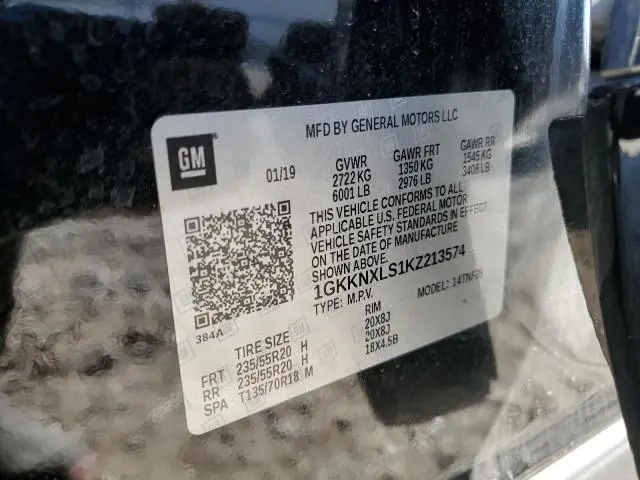 MFD BY GENERAL MOTORS LLC
GM
01/19
GVWR GAWR FRT GAWR RR
2722 KG 1350 KG 1545 KG
6001 LB 2976 LB 3406 LB
THIS VEHICLE CONFORMS TO ALL
APPLICABLE U.S. FEDERAL MOTOR
VEHICLE SAFETY STANDARDS IN EFFECT
ON THE DATE OF MANUFACTURE
SHOWN ABOVE.
1GKKNXLS1KZ213574
TYPE: M.P.V. MODEL: 14TNF26
384A
TIRE SIZE RIM
FRT 235/55R20 H 20X8J
RR 235/55R20 H 20X8J
SPA T135/70R18 M 18X4.5B